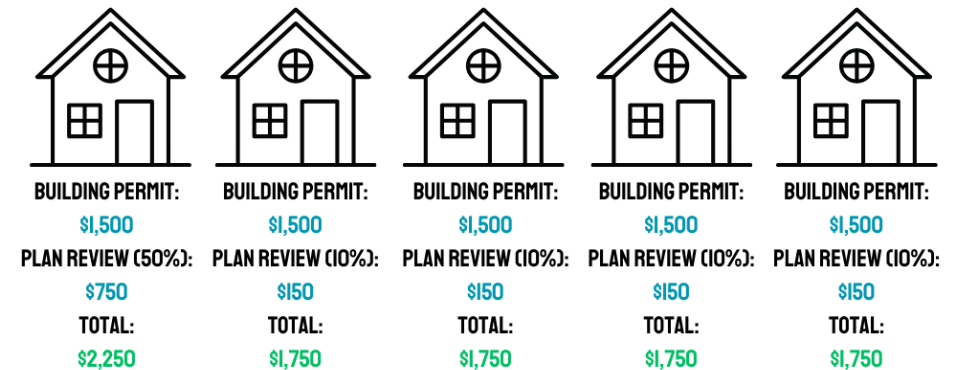 BUILDING PERMIT:
$1,500
PLAN REVIEW (50%):
$750
TOTAL:
$2,250
BUILDING PERMIT:
$1,500
PLAN REVIEW (10%):
$150
TOTAL:
$1,750
BUILDING PERMIT:
$1,500
PLAN REVIEW (10%):
$150
TOTAL:
$1,750
BUILDING PERMIT:
$1,500
PLAN REVIEW (10%):
$150
TOTAL:
$1,750
BUILDING PERMIT:
$1,500
PLAN REVIEW (10%):
$150
TOTAL:
$1,750